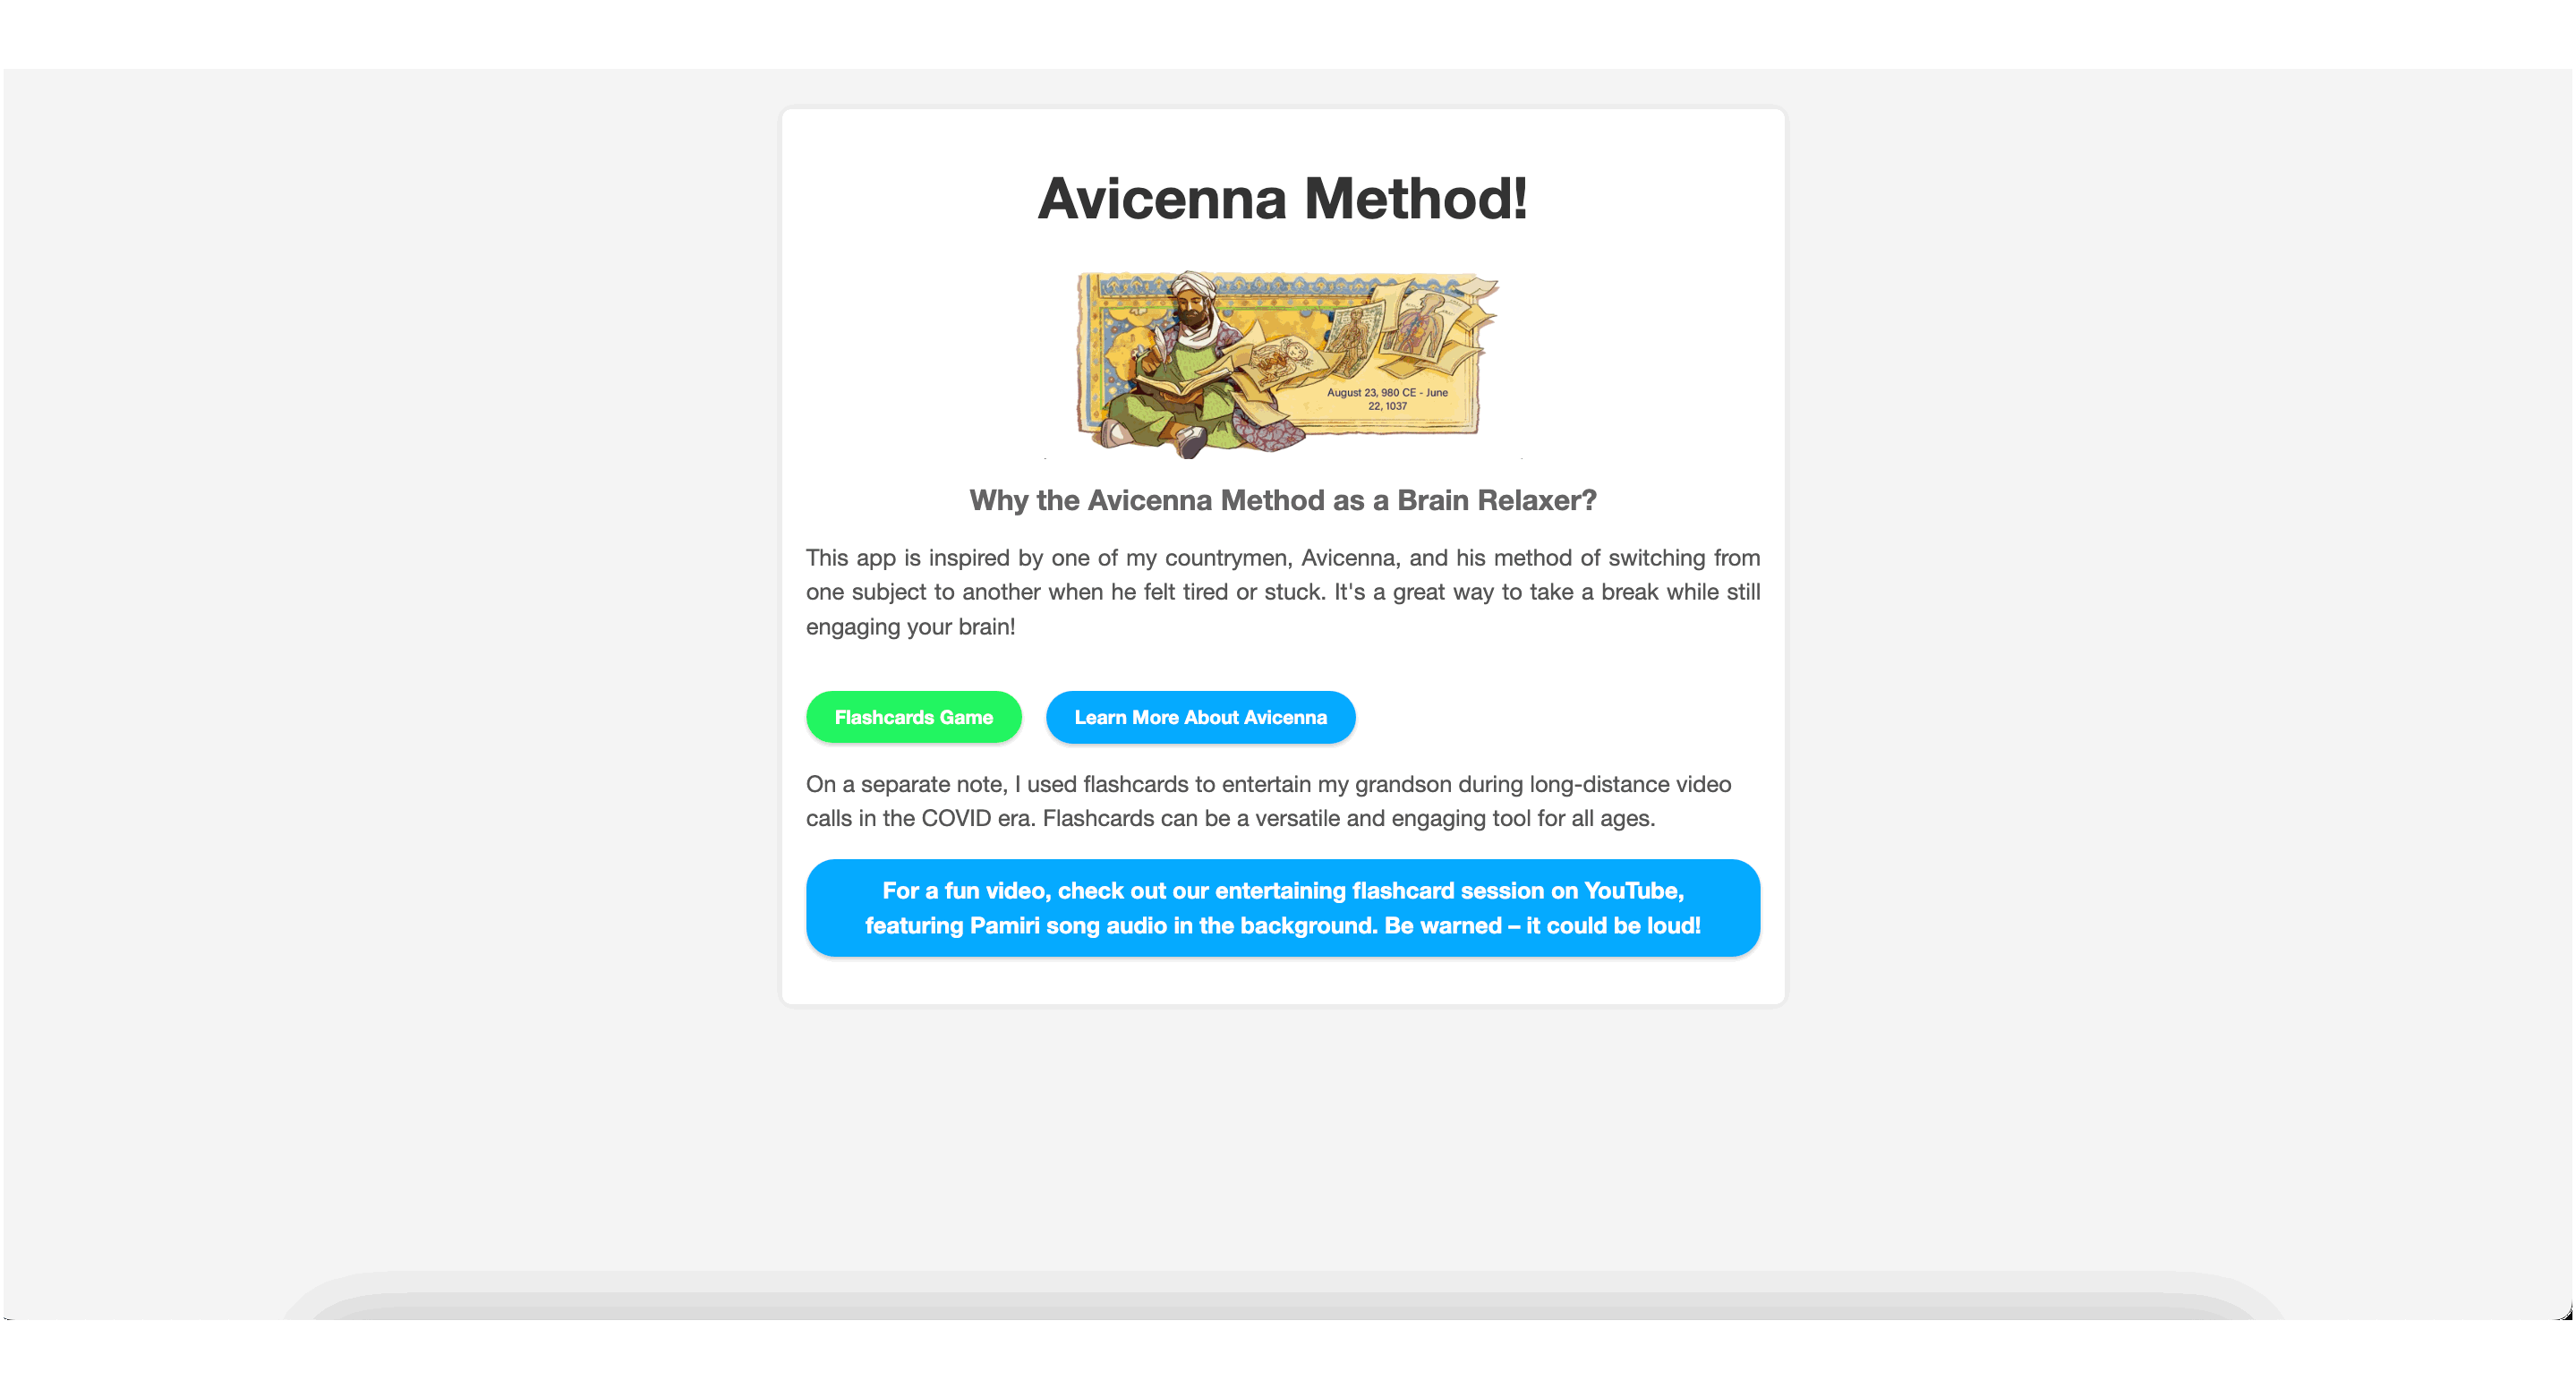 Avicenna Method!
August 23, 980 CE - June
22, 1037
Why the Avicenna Method as a Brain Relaxer?
This app is inspired by one of my countrymen, Avicenna, and his method of switching from
one subject to another when he felt tired or stuck. It's a great way to take a break while still
engaging your brain!
Flashcards Game
Learn More About Avicenna
On a separate note, I used flashcards to entertain my grandson during long-distance video
calls in the COVID era. Flashcards can be a versatile and engaging tool for all ages.
For a fun video, check out our entertaining flashcard session on YouTube,
featuring Pamiri song audio in the background. Be warned – it could be loud!